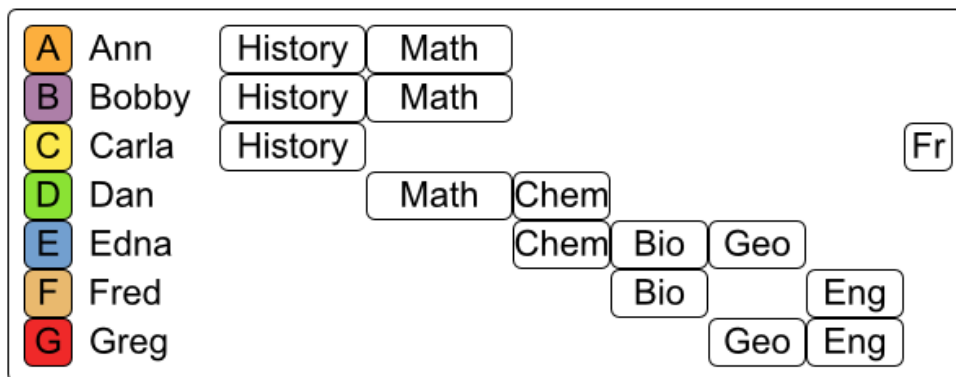 A Ann History Math
B Bobby History Math
C Carla History Fr
D Dan Math Chem
E Edna Chem Bio Geo
F Fred Bio Eng
G Greg Geo Eng